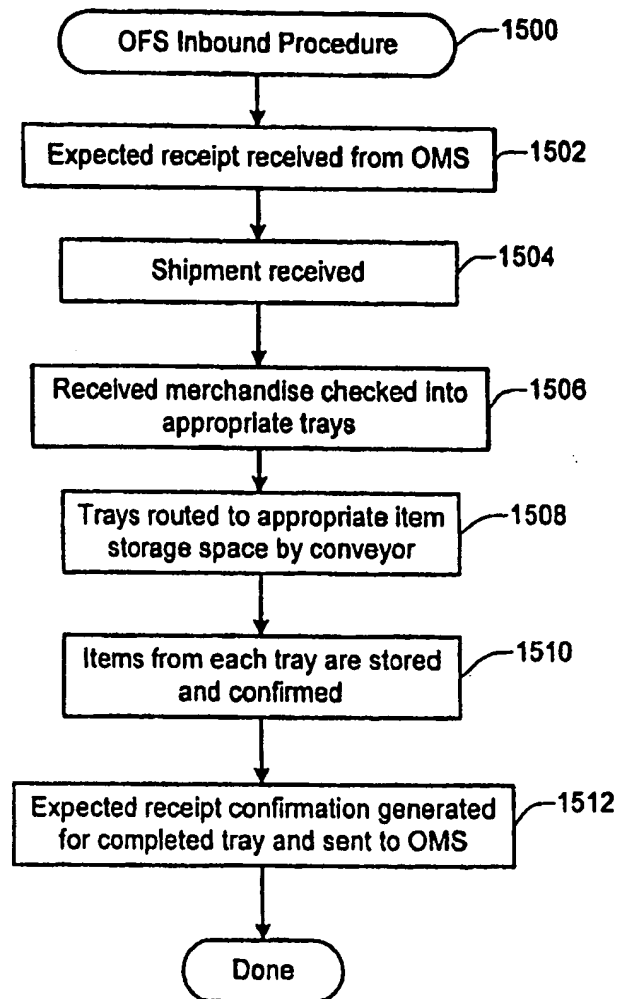 OFS Inbound Procedure
1500
Expected receipt received from OMS
1502
Shipment received
1504
Received merchandise checked into
appropriate trays
1506
Trays routed to appropriate item
storage space by conveyor
1508
Items from each tray are stored
and confirmed
1510
Expected receipt confirmation generated
for completed tray and sent to OMS
1512
Done